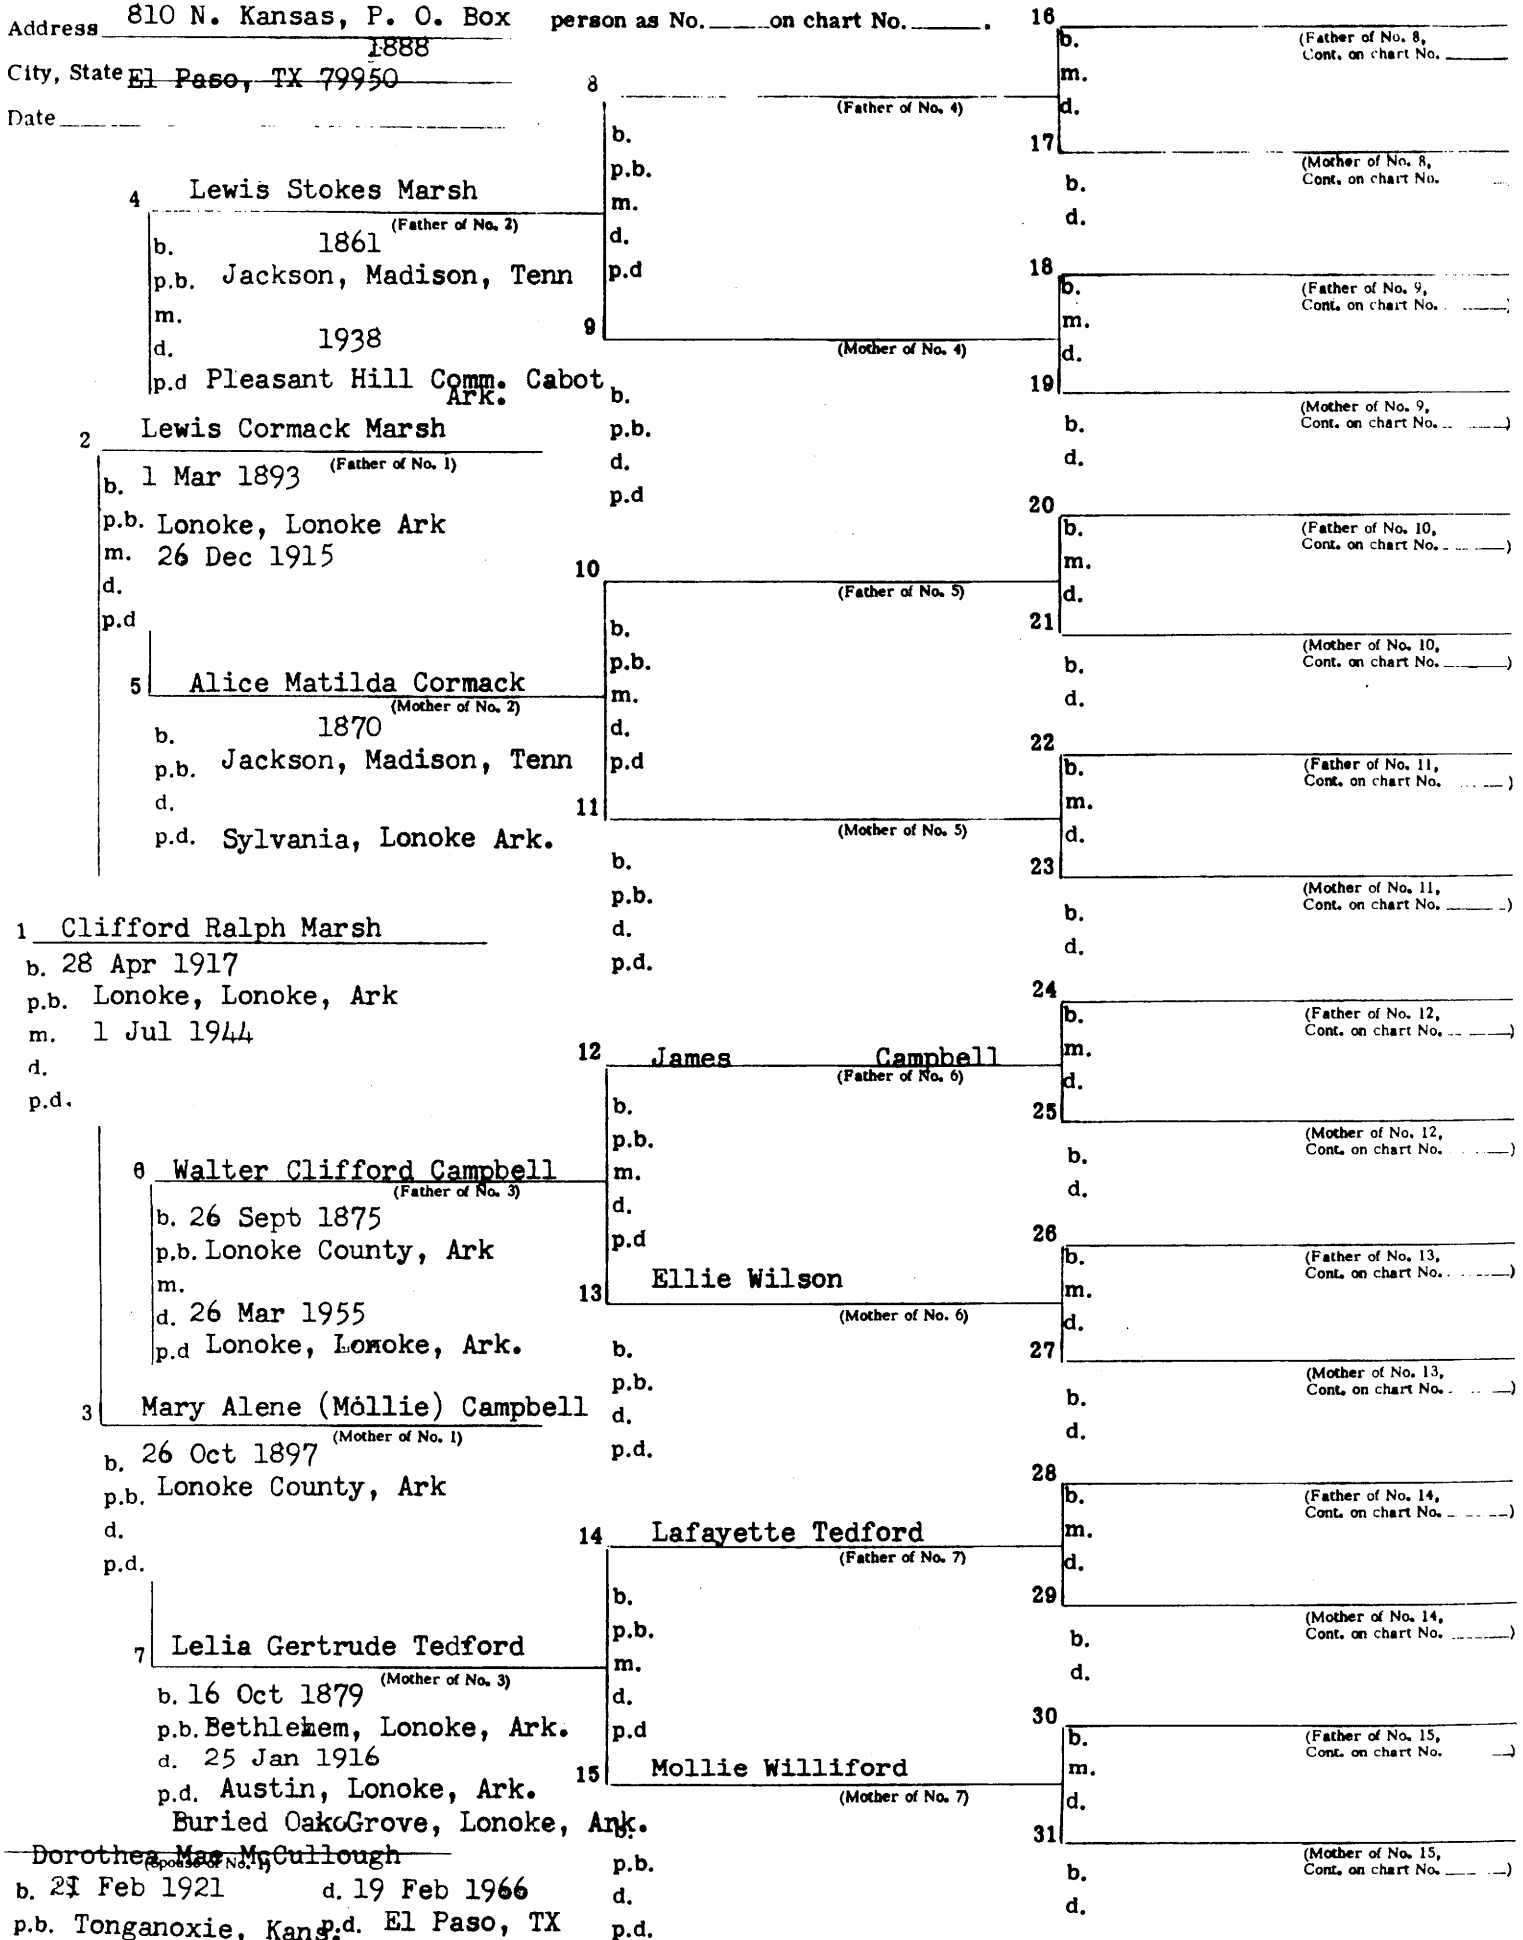 Address 810 N. Kansas, P. O. Box
1888
City, State El Paso, TX 79950
Date
person as No. ____ on chart No. ____.
4 Lewis Stokes Marsh
(Father of No. 2)
b. 1861
p.b. Jackson, Madison, Tenn
m.
d. 1938
p.d Pleasant Hill Comm. Cabot
Ark.
2 Lewis Cormack Marsh
(Father of No. 1)
b. 1 Mar 1893
p.b. Lonoke, Lonoke Ark
m. 26 Dec 1915
d.
p.d
5 Alice Matilda Cormack
(Mother of No. 2)
b. 1870
p.b. Jackson, Madison, Tenn
d.
p.d. Sylvania, Lonoke Ark.
1 Clifford Ralph Marsh
b. 28 Apr 1917
p.b. Lonoke, Lonoke, Ark
m. 1 Jul 1944
d.
p.d.
6 Walter Clifford Campbell
(Father of No. 3)
b. 26 Sept 1875
p.b. Lonoke County, Ark
m.
d. 26 Mar 1955
p.d Lonoke, Lonoke, Ark.
3 Mary Alene (Mollie) Campbell
(Mother of No. 1)
b. 26 Oct 1897
p.b. Lonoke County, Ark
d.
p.d.
7 Lelia Gertrude Tedford
(Mother of No. 3)
b. 16 Oct 1879
p.b. Bethlehem, Lonoke, Ark.
d. 25 Jan 1916
p.d. Austin, Lonoke, Ark.
Buried Oak Grove, Lonoke, Ark.
Dorothea Mae McCullough
(Spouse of No. 1)
b. Feb 1921 d. 19 Feb 1966
p.b. Tonganoxie, Kans. p.d. El Paso, TX
8
(Father of No. 4)
b.
p.b.
m.
d.
p.d
9
(Mother of No. 4)
b.
p.b.
d.
p.d
10
(Father of No. 5)
b.
p.b.
m.
d.
p.d
11
(Mother of No. 5)
b.
p.b.
d.
p.d.
12 James Campbell
(Father of No. 6)
b.
p.b.
m.
d.
p.d
13 Ellie Wilson
(Mother of No. 6)
b.
p.b.
d.
p.d.
14 Lafayette Tedford
(Father of No. 7)
b.
p.b.
m.
d.
p.d
15 Mollie Williford
(Mother of No. 7)
b.
p.b.
d.
p.d.
16
b. (Father of No. 8,
Cont. on chart No. ____
m.
d.
17
(Mother of No. 8,
Cont. on chart No.
b.
d.
18
b. (Father of No. 9,
Cont. on chart No. ____)
m.
d.
19
(Mother of No. 9,
Cont. on chart No. ____)
b.
d.
20
b. (Father of No. 10,
Cont. on chart No. ____)
m.
d.
21
(Mother of No. 10,
Cont. on chart No. ____)
b.
d.
22
b. (Father of No. 11,
Cont. on chart No. ____)
m.
d.
23
(Mother of No. 11,
Cont. on chart No. ____)
b.
d.
24
b. (Father of No. 12,
Cont. on chart No. ____)
m.
d.
25
(Mother of No. 12,
Cont. on chart No. ____)
b.
d.
26
b. (Father of No. 13,
Cont. on chart No. ____)
m.
d.
27
(Mother of No. 13,
Cont. on chart No. ____)
b.
d.
28
b. (Father of No. 14,
Cont. on chart No. ____)
m.
d.
29
(Mother of No. 14,
Cont. on chart No. ____)
b.
d.
30
b. (Father of No. 15,
Cont. on chart No. ____)
m.
d.
31
(Mother of No. 15,
Cont. on chart No. ____)
b.
d.